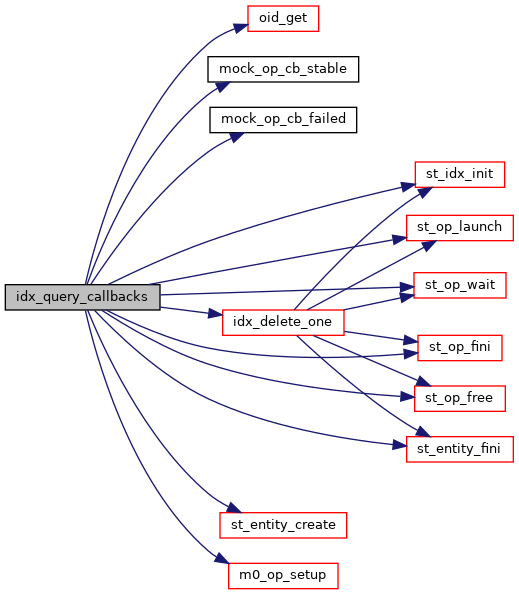 oid_get
mock_op_cb_stable
mock_op_cb_failed
st_idx_init
st_op_launch
st_op_wait
idx_query_callbacks
idx_delete_one
st_op_fini
st_op_free
st_entity_fini
st_entity_create
m0_op_setup